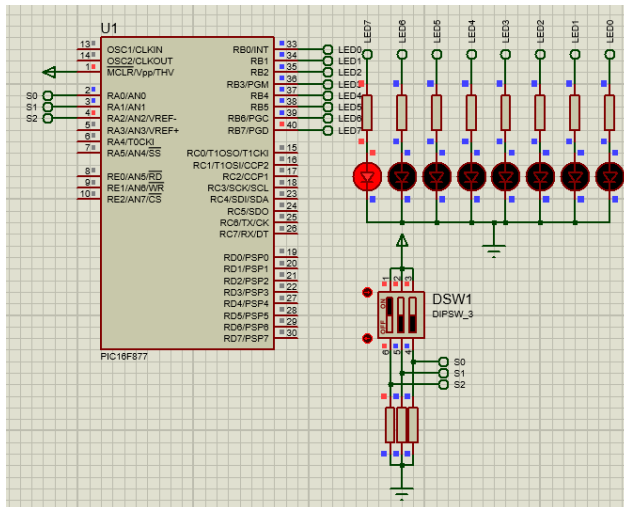 U1
13 OSC1/CLKIN RB0/INT 33 LED0
14 OSC2/CLKOUT RB1 34 LED1
1 MCLR/Vpp/THV RB2 35 LED2
RB3/PGM 36 LED3
S0 2 RA0/AN0 RB4 37 LED4
S1 3 RA1/AN1 RB5 38 LED5
S2 4 RA2/AN2/VREF- RB6/PGC 39 LED6
5 RA3/AN3/VREF+ RB7/PGD 40 LED7
6 RA4/T0CKI
7 RA5/AN4/SS RC0/T1OSO/T1CKI 15
RC1/T1OSI/CCP2 16
8 RE0/AN5/RD RC2/CCP1 17
9 RE1/AN6/WR RC3/SCK/SCL 18
10 RE2/AN7/CS RC4/SDI/SDA 23
RC5/SDO 24
RC6/TX/CK 25
RC7/RX/DT 26
RD0/PSP0 19
RD1/PSP1 20
RD2/PSP2 21
RD3/PSP3 22
RD4/PSP4 27
RD5/PSP5 28
RD6/PSP6 29
RD7/PSP7 30
PIC16F877
LED7 LED6 LED5 LED4 LED3 LED2 LED1 LED0
1 2 3
DSW1
DIPSW_3
ON
OFF
6 5 4
S0
S1
S2